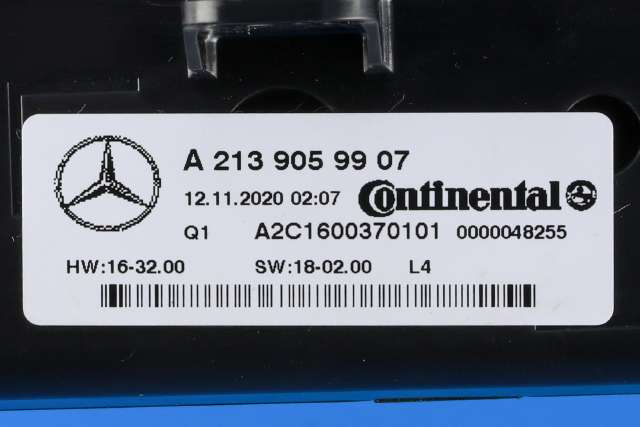 A 213 905 99 07
12.11.2020 02:07 Continental
Q1 A2C1600370101 0000048255
HW:16-32.00 SW:18-02.00 L4